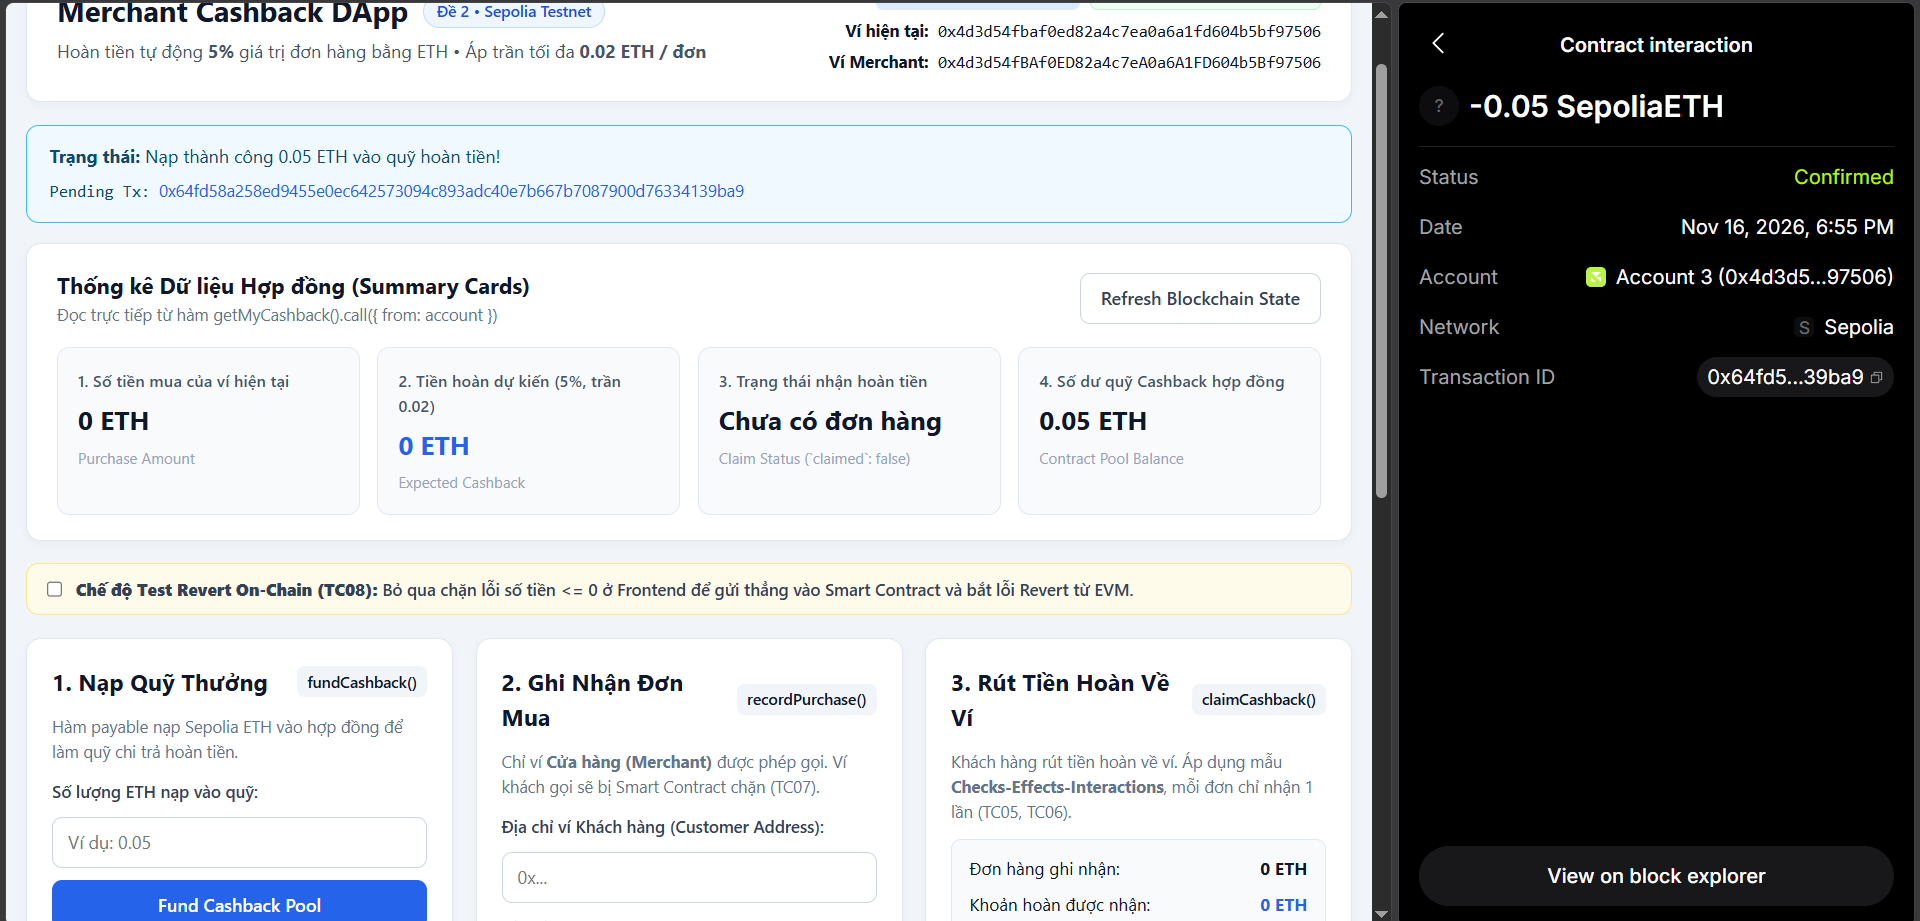 Merchant Cashback DApp
Đề 2 • Sepolia Testnet
Hoàn tiền tự động 5% giá trị đơn hàng bằng ETH • Áp trần tối đa 0.02 ETH / đơn
Ví hiện tại: 0x4d3d54fbaf0ed82a4c7ea0a6a1fd604b5bf97506
Ví Merchant: 0x4d3d54fBAf0ED82a4c7eA0a6A1FD604b5Bf97506
Trạng thái: Nạp thành công 0.05 ETH vào quỹ hoàn tiền!
Pending Tx: 0x64fd58a258ed9455e0ec642573094c893adc40e7b667b7087900d76334139ba9
Thống kê Dữ liệu Hợp đồng (Summary Cards)
Đọc trực tiếp từ hàm getMyCashback().call({ from: account })
Refresh Blockchain State
1. Số tiền mua của ví hiện tại
0 ETH
Purchase Amount
2. Tiền hoàn dự kiến (5%, trần
0.02)
0 ETH
Expected Cashback
3. Trạng thái nhận hoàn tiền
Chưa có đơn hàng
Claim Status (`claimed`: false)
4. Số dư quỹ Cashback hợp đồng
0.05 ETH
Contract Pool Balance
Chế độ Test Revert On-Chain (TC08): Bỏ qua chặn lỗi số tiền <= 0 ở Frontend để gửi thẳng vào Smart Contract và bắt lỗi Revert từ EVM.
1. Nạp Quỹ Thưởng
fundCashback()
Hàm payable nạp Sepolia ETH vào hợp đồng để
làm quỹ chi trả hoàn tiền.
Số lượng ETH nạp vào quỹ:
Ví dụ: 0.05
Fund Cashback Pool
2. Ghi Nhận Đơn
Mua
recordPurchase()
Chỉ ví Cửa hàng (Merchant) được phép gọi. Ví
khách gọi sẽ bị Smart Contract chặn (TC07).
Địa chỉ ví Khách hàng (Customer Address):
0x...
3. Rút Tiền Hoàn Về
Ví
claimCashback()
Khách hàng rút tiền hoàn về ví. Áp dụng mẫu
Checks-Effects-Interactions, mỗi đơn chỉ nhận 1
lần (TC05, TC06).
Đơn hàng ghi nhận: 0 ETH
Khoản hoàn được nhận: 0 ETH
Contract interaction
? -0.05 SepoliaETH
Status Confirmed
Date Nov 16, 2026, 6:55 PM
Account Account 3 (0x4d3d5...97506)
Network S Sepolia
Transaction ID 0x64fd5...39ba9
View on block explorer